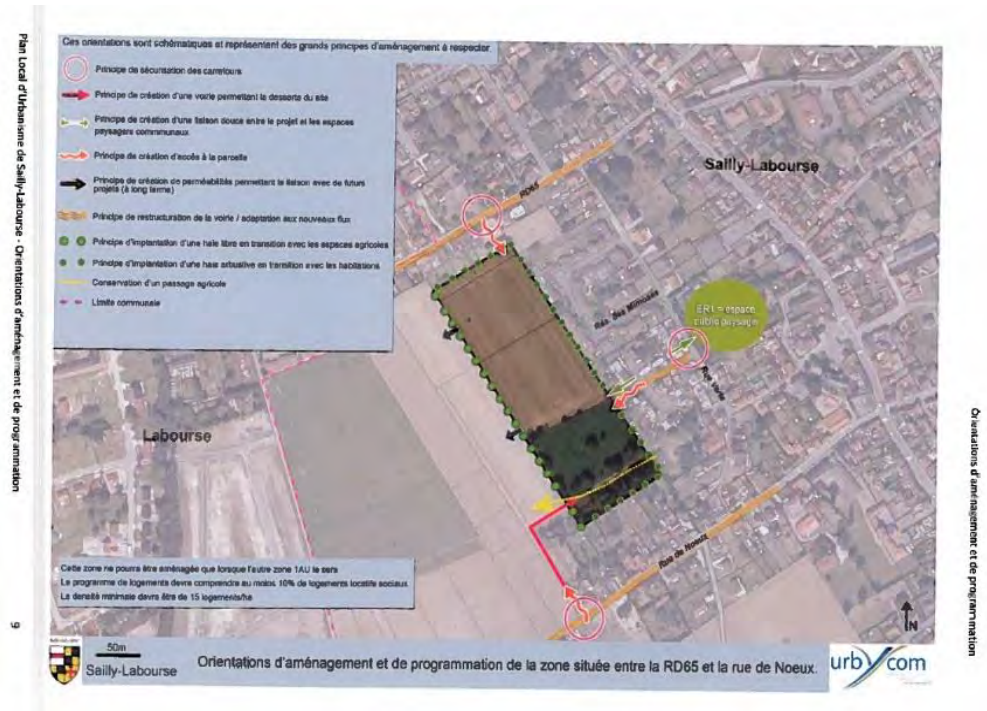 Plan Local d'Urbanisme de Sailly-Labourse - Orientations d'aménagement et de programmation
9
Ces orientations sont schématiques et représentent des grands principes d'aménagement à respecter
Principe de sécurisation des carrefours
Principe de création d'une voirie permettant la desserte du site
Principe de création d'une liaison douce entre le projet et les espaces
paysagers communaux
Principe de création d'accès à la parcelle
Principe de création de perméabilités permettant la liaison avec de futurs
projets (à long terme)
Principe de restructuration de la voirie / adaptation aux nouveaux flux
Principe d'implantation d'une haie libre en transition avec les espaces agricoles
Principe d'implantation d'une haie arbustive en transition avec les habitations
Conservation d'un passage agricole
Limite communale
RD65
Sailly-Labourse
Rés. des Mimosas
ER1 = espace
public paysage
Rue Verte
Labourse
Rue de Noeux
Cette zone ne pourra être aménagée que lorsque l'autre zone 1AU le sera
Le programme de logements devra comprendre au moins 10% de logements locatifs sociaux
La densité minimale devra être de 15 logements/ha
N
50m
Sailly-Labourse
Orientations d'aménagement et de programmation de la zone située entre la RD65 et la rue de Noeux.
urbycom
Orientations d'aménagement et de programmation